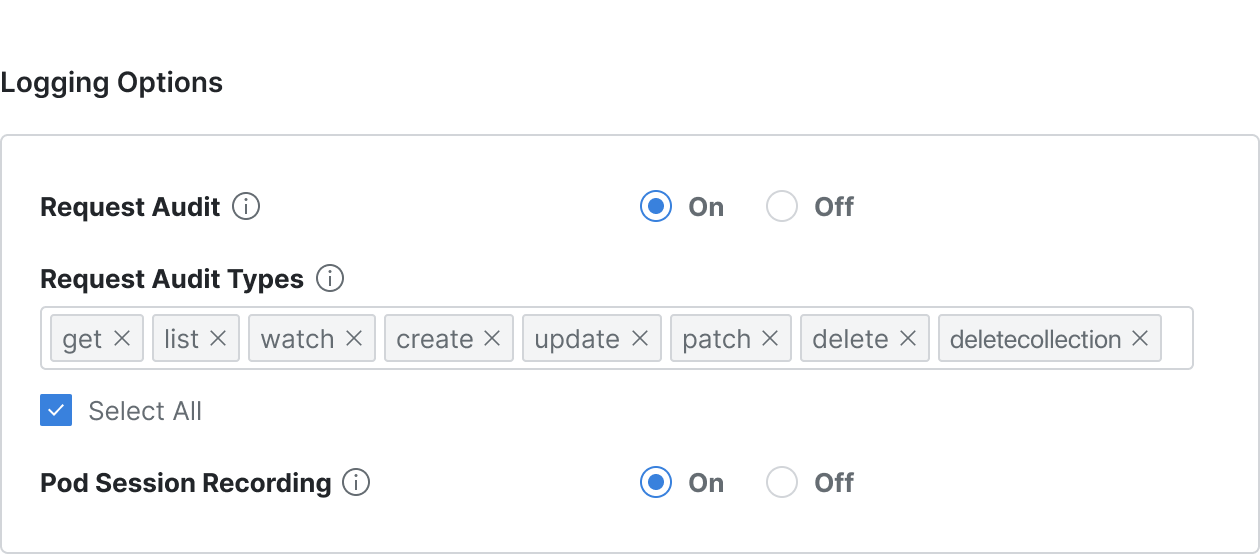 Logging Options
Request Audit On Off
Request Audit Types
get list watch create update patch delete deletecollection
Select All
Pod Session Recording On Off